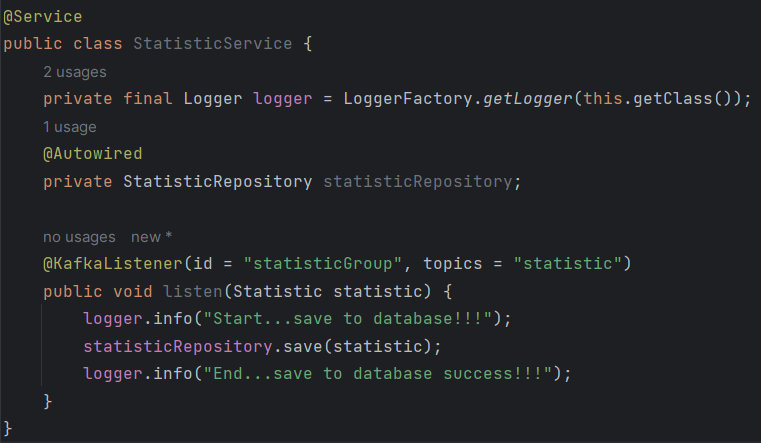 @Service
public class StatisticService {
2 usages
private final Logger logger = LoggerFactory.getLogger(this.getClass());
1 usage
@Autowired
private StatisticRepository statisticRepository;
no usages   new *
@KafkaListener(id = "statisticGroup", topics = "statistic")
public void listen(Statistic statistic) {
logger.info("Start...save to database!!!");
statisticRepository.save(statistic);
logger.info("End...save to database success!!!");
}
}